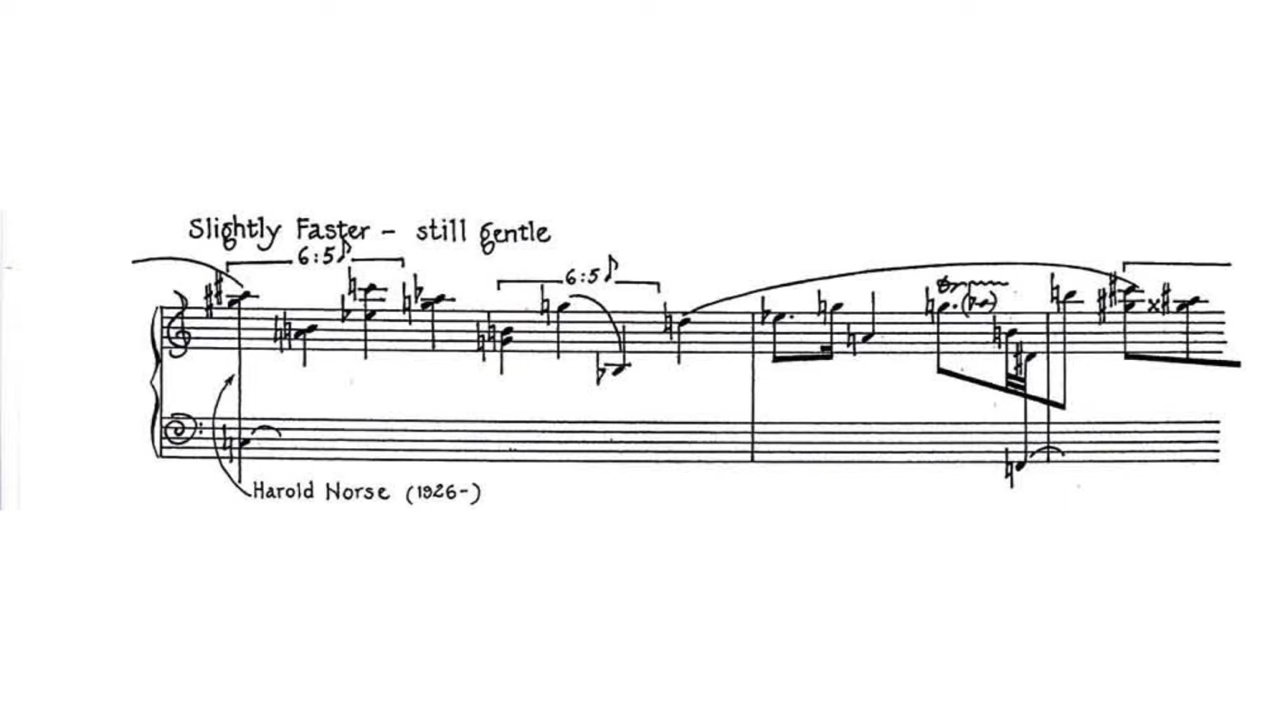 Slightly Faster - still gentle
6:5♪
6:5♪
Harold Norse (1926-)